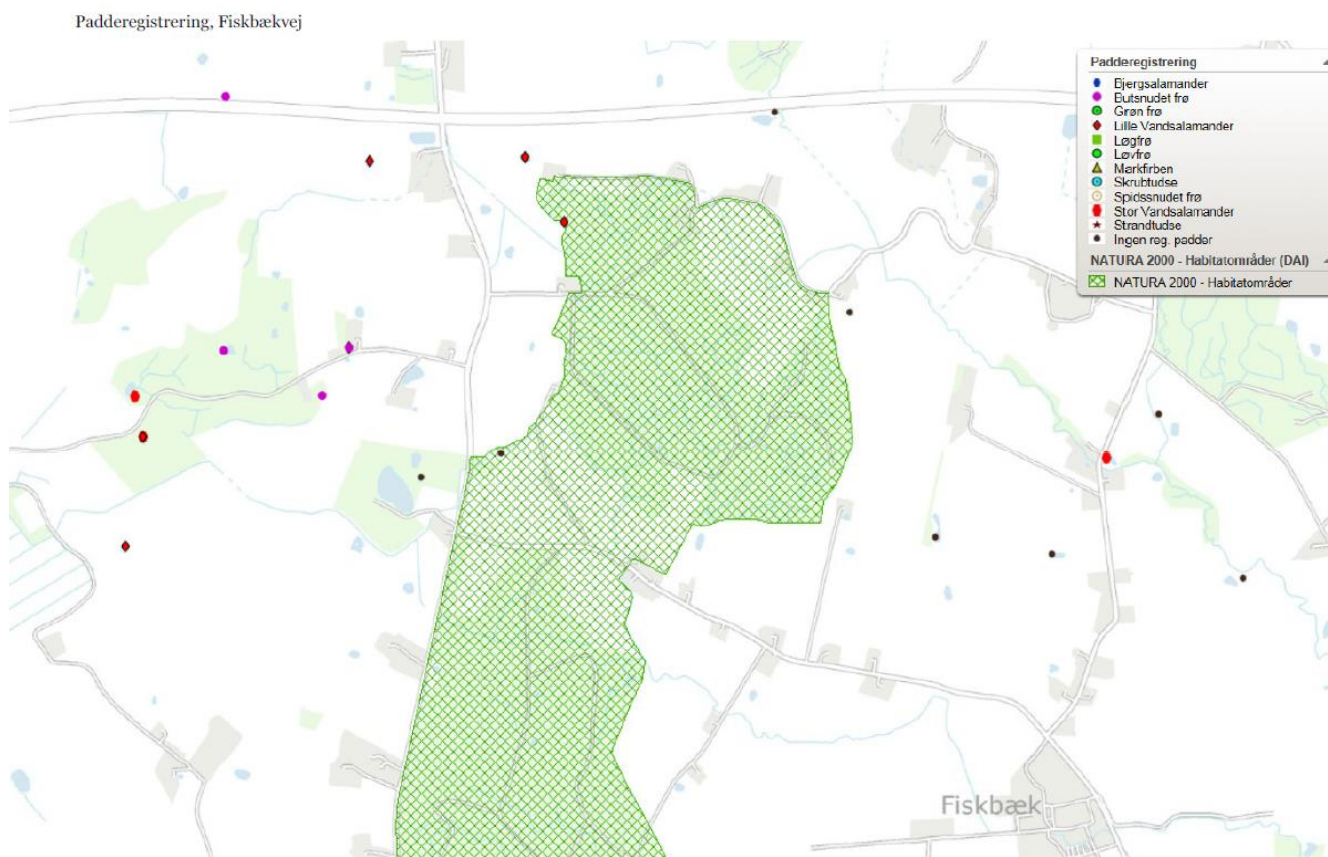 Padderegistrering, Fiskbækvej
Padderegistrering
Bjergsalamander
Butsnudet frø
Grøn frø
Lille Vandsalamander
Løgfrø
Løvfrø
Markfirben
Skrubtudse
Spidssnudet frø
Stor Vandsalamander
Strandtudse
Ingen reg. padder
NATURA 2000 - Habitatområder (DAI)
NATURA 2000 - Habitatområder
Fiskbæk